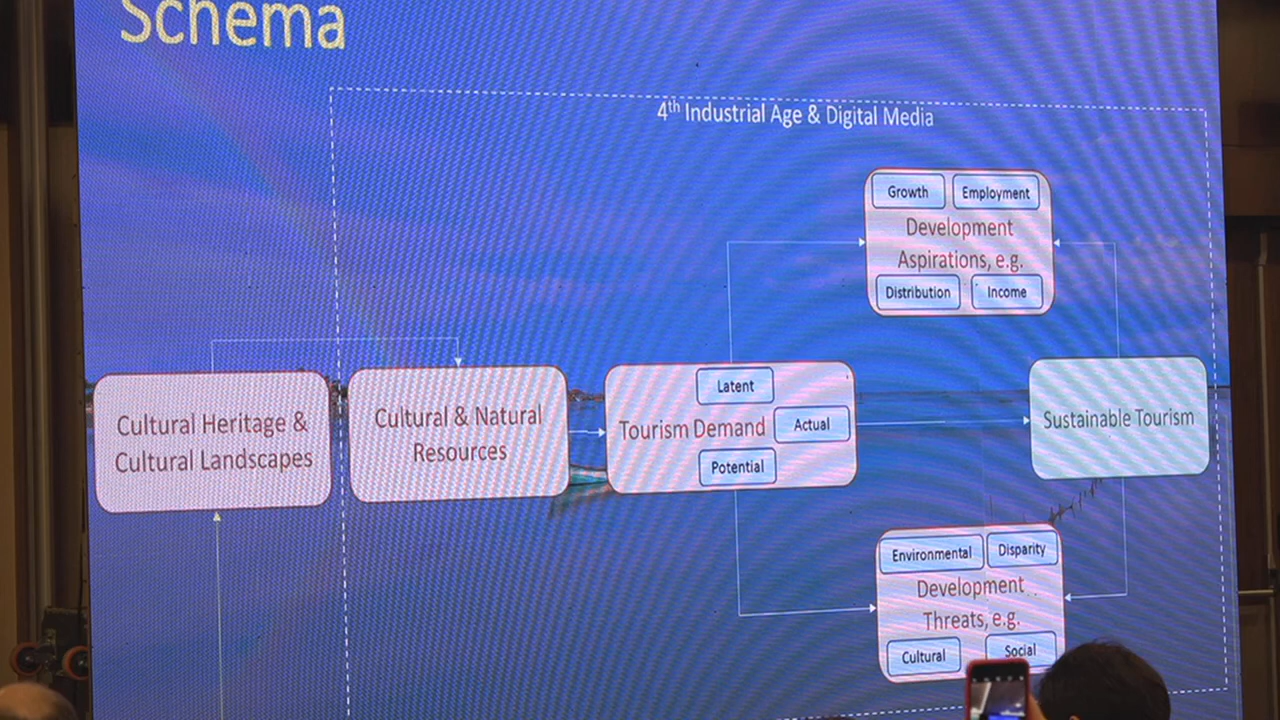 Schema
4th Industrial Age & Digital Media
Growth
Employment
Development
Aspirations, e.g.
Distribution
Income
Cultural Heritage &
Cultural Landscapes
Cultural & Natural
Resources
Latent
Tourism Demand
Actual
Potential
Sustainable Tourism
Environmental
Disparity
Development
Threats, e.g.
Cultural
Social